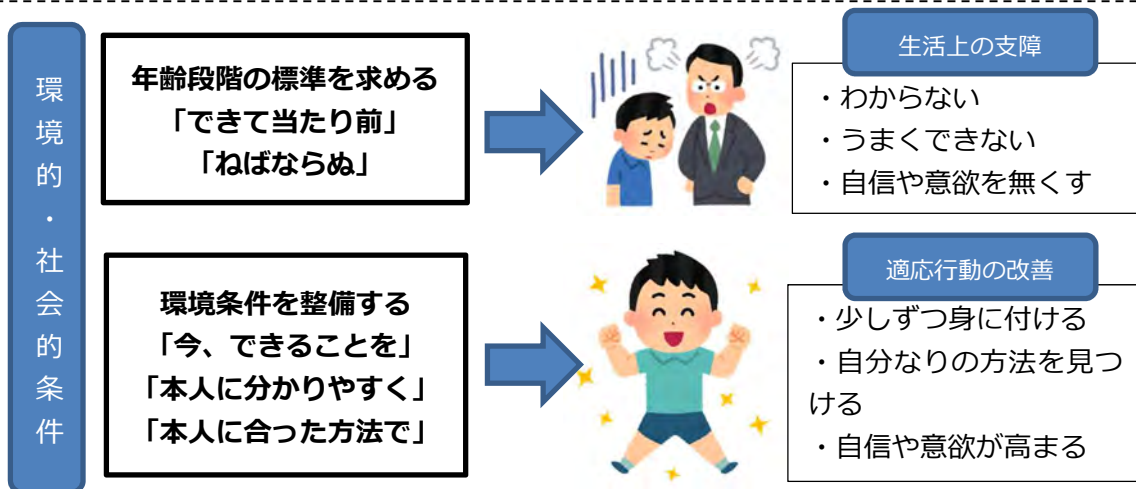 環境的・社会的条件
年齢段階の標準を求める
「できて当たり前」
「ねばならぬ」
生活上の支障
・わからない
・うまくできない
・自信や意欲を無くす
環境条件を整備する
「今、できることを」
「本人に分かりやすく」
「本人に合った方法で」
適応行動の改善
・少しずつ身に付ける
・自分なりの方法を見つ
ける
・自信や意欲が高まる